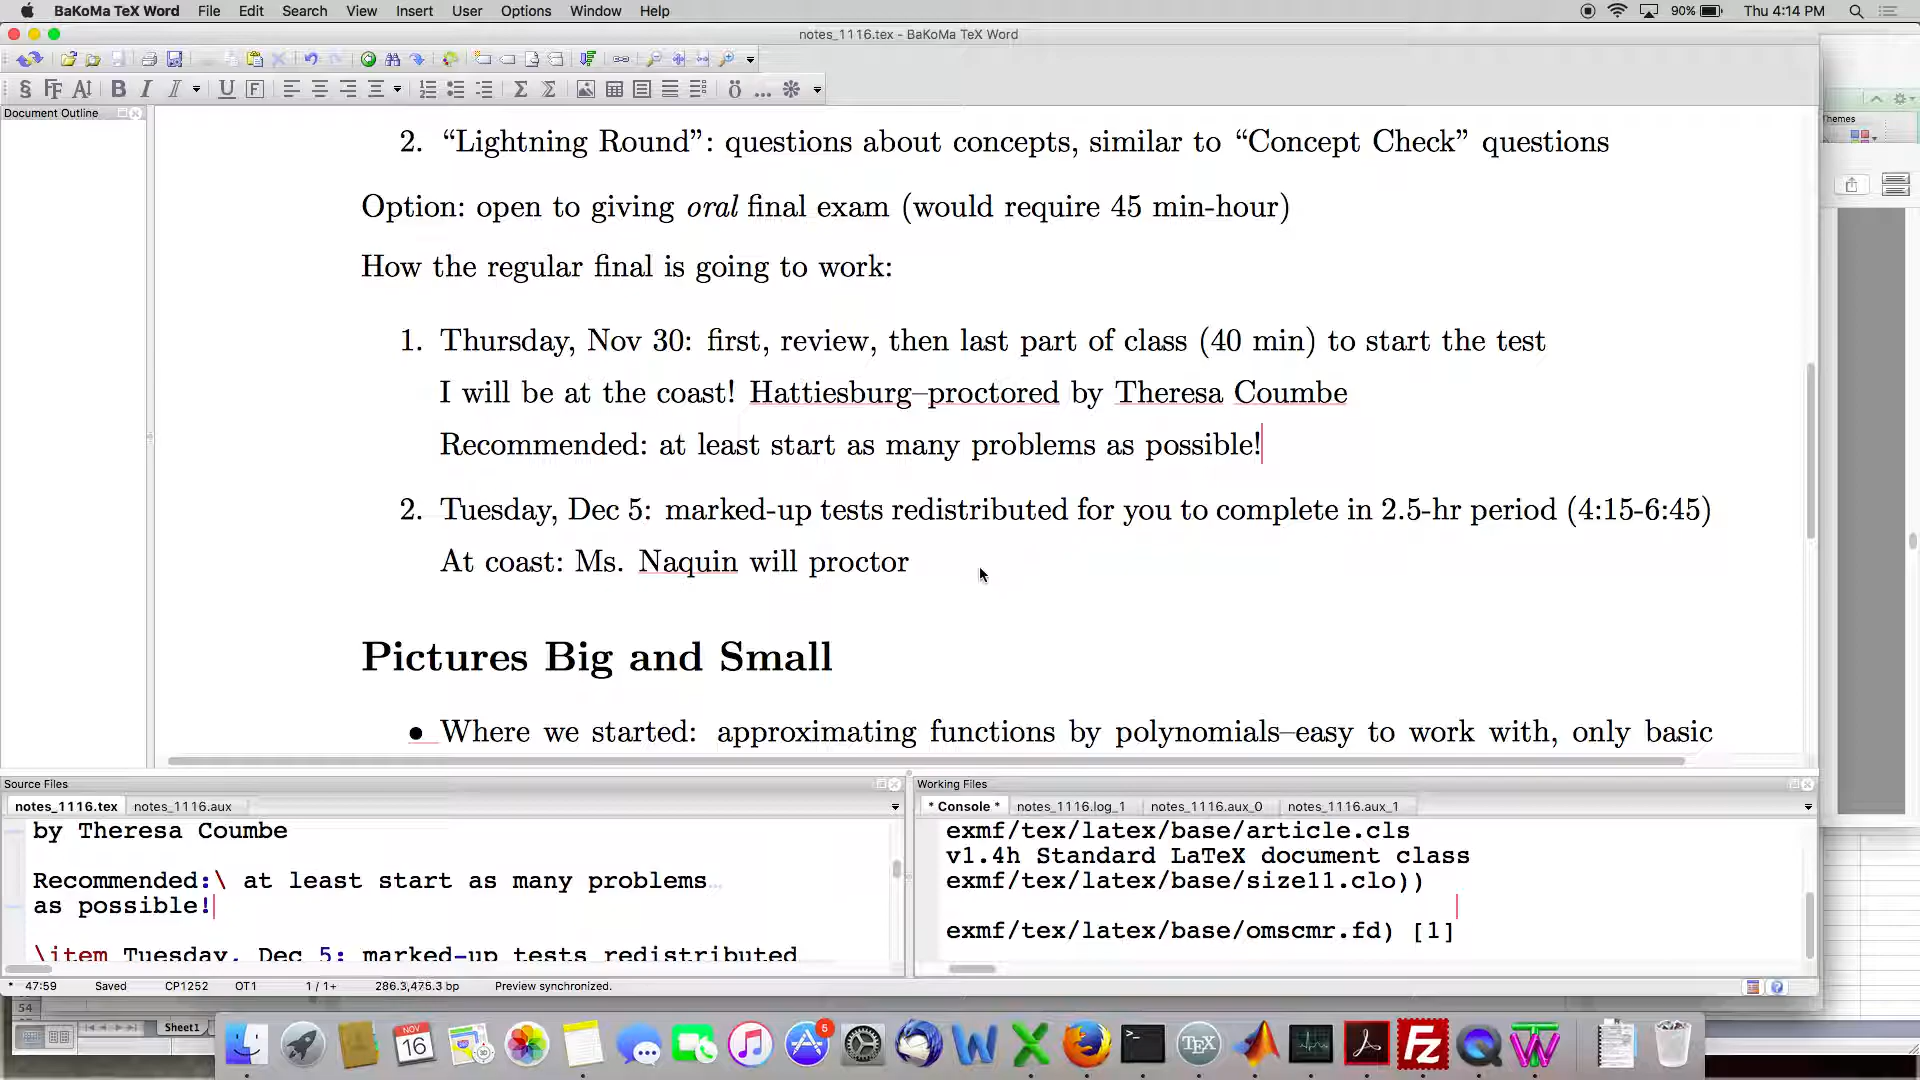 BaKoMa TeX Word File Edit Search View Insert User Options Window Help 90% Thu 4:14 PM
notes_1116.tex - BaKoMa TeX Word
Document Outline
2. “Lightning Round”: questions about concepts, similar to “Concept Check” questions
Option: open to giving oral final exam (would require 45 min-hour)
How the regular final is going to work:
1. Thursday, Nov 30: first, review, then last part of class (40 min) to start the test
I will be at the coast! Hattiesburg–proctored by Theresa Coumbe
Recommended: at least start as many problems as possible!
2. Tuesday, Dec 5: marked-up tests redistributed for you to complete in 2.5-hr period (4:15-6:45)
At coast: Ms. Naquin will proctor
Pictures Big and Small
• Where we started: approximating functions by polynomials–easy to work with, only basic
hemes
Source Files
notes_1116.tex notes_1116.aux
by Theresa Coumbe
Recommended:\ at least start as many problems
as possible!
\item Tuesday, Dec 5: marked-up tests redistributed
Working Files
* Console * notes_1116.log_1 notes_1116.aux_0 notes_1116.aux_1
exmf/tex/latex/base/article.cls
v1.4h Standard LaTeX document class
exmf/tex/latex/base/size11.clo))
exmf/tex/latex/base/omscmr.fd) [1]
* 47:59 Saved CP1252 OT1 1 / 1+ 286.3,475.3 bp Preview synchronized.
54
Sheet1
NOV
16
5
TEX